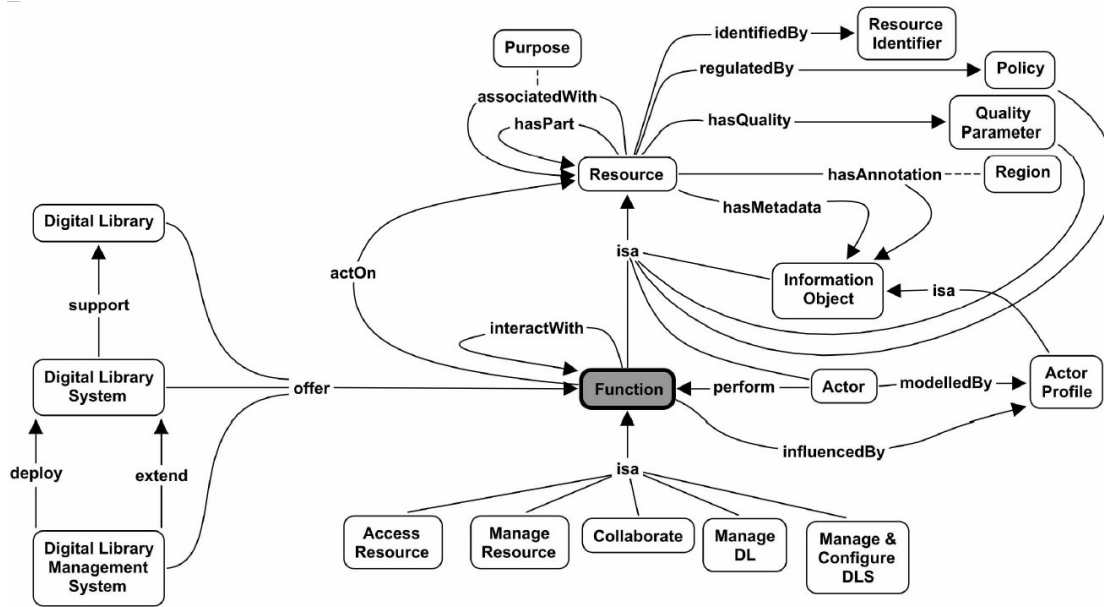 Purpose
identifiedBy
Resource
Identifier
regulatedBy
Policy
associatedWith
hasPart
hasQuality
Quality
Parameter
Resource
hasAnnotation
Region
hasMetadata
Digital Library
isa
actOn
Information
Object
isa
support
interactWith
Digital Library
System
offer
Function
perform
Actor
modelledBy
Actor
Profile
influencedBy
deploy
extend
isa
Access
Resource
Manage
Resource
Collaborate
Manage
DL
Manage &
Configure
DLS
Digital Library
Management
System